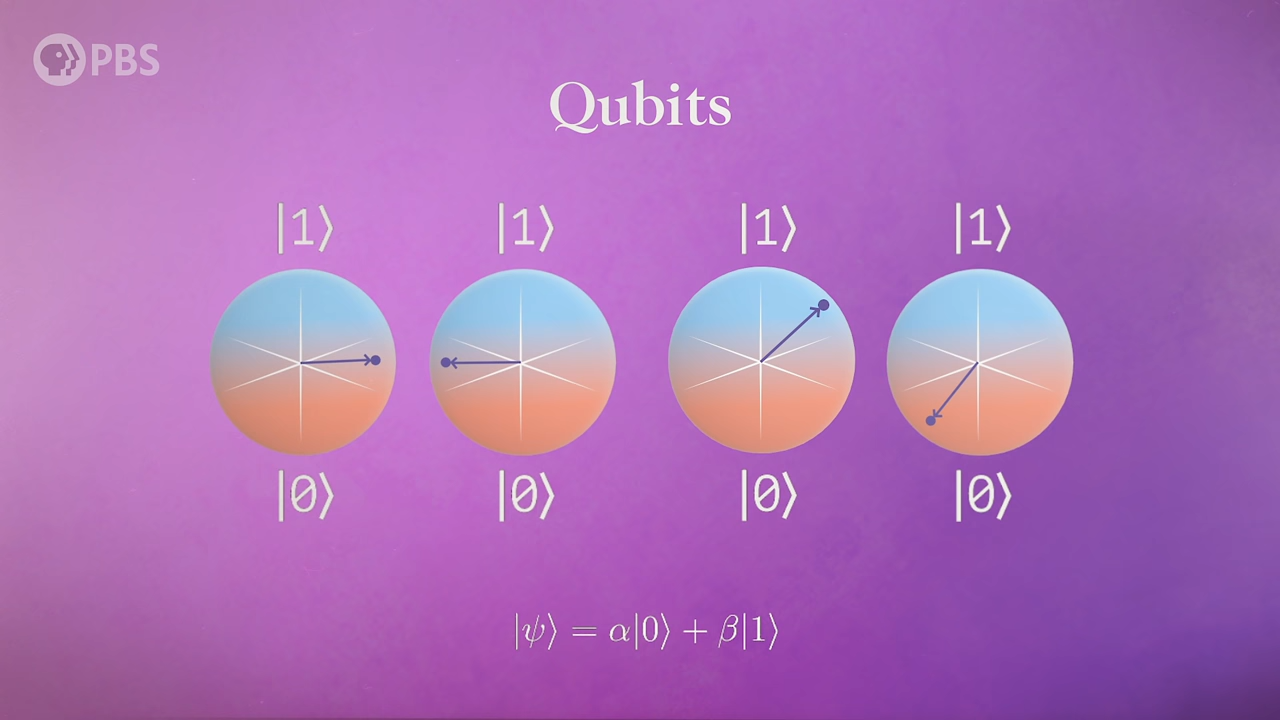 PBS
Qubits
|1⟩ |1⟩ |1⟩ |1⟩
|0⟩ |0⟩ |0⟩ |0⟩
|ψ⟩ = α|0⟩ + β|1⟩